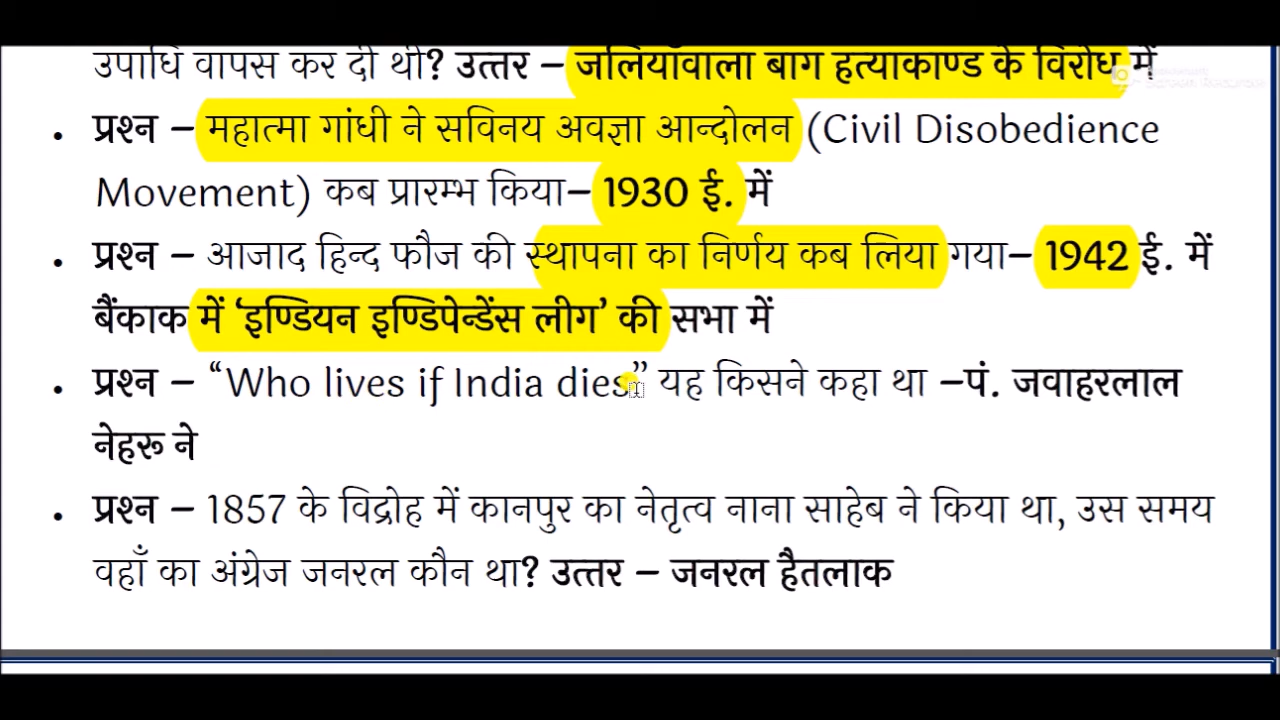 उपाधि वापस कर दी थी? उत्तर – जलियाँवाला बाग हत्याकाण्ड के विरोध में
• प्रश्न – महात्मा गांधी ने सविनय अवज्ञा आन्दोलन (Civil Disobedience
Movement) कब प्रारम्भ किया– 1930 ई. में
• प्रश्न – आजाद हिन्द फौज की स्थापना का निर्णय कब लिया गया– 1942 ई. में
बैंकाक में ‘इण्डियन इण्डिपेन्डेंस लीग’ की सभा में
• प्रश्न – “Who lives if India dies” यह किसने कहा था –पं. जवाहरलाल
नेहरू ने
• प्रश्न – 1857 के विद्रोह में कानपुर का नेतृत्व नाना साहेब ने किया था, उस समय
वहाँ का अंग्रेज जनरल कौन था? उत्तर – जनरल हैतलाक